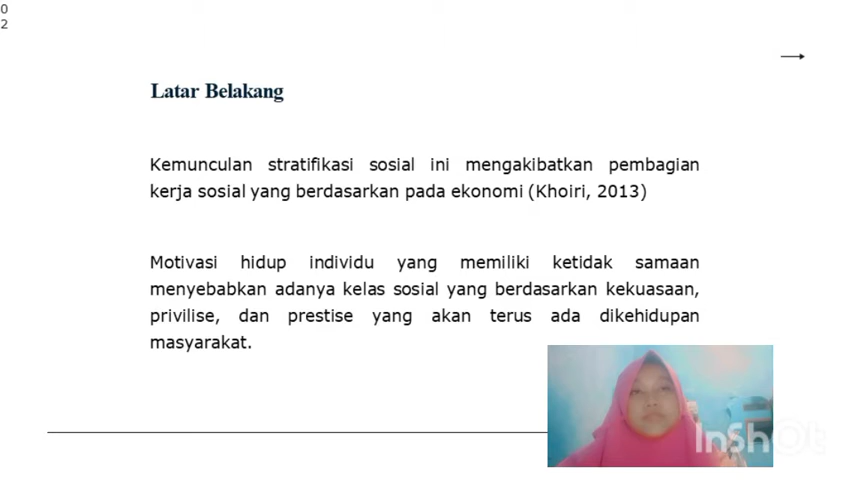 0
2
Latar Belakang
Kemunculan stratifikasi sosial ini mengakibatkan pembagian
kerja sosial yang berdasarkan pada ekonomi (Khoiri, 2013)
Motivasi hidup individu yang memiliki ketidak samaan
menyebabkan adanya kelas sosial yang berdasarkan kekuasaan,
privilise, dan prestise yang akan terus ada dikehidupan
masyarakat.
InShOt